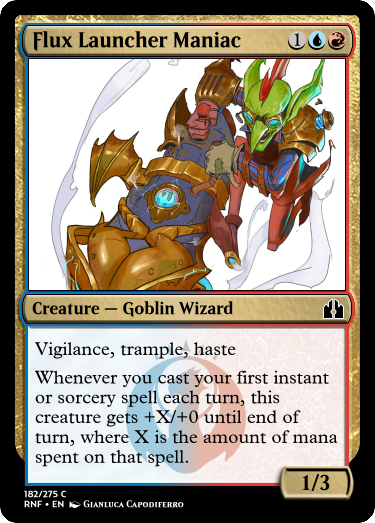 Flux Launcher Maniac 1
Creature — Goblin Wizard
Vigilance, trample, haste
Whenever you cast your first instant
or sorcery spell each turn, this
creature gets +X/+0 until end of
turn, where X is the amount of mana
spent on that spell.
1/3
182/275 C
RNF • EN Gianluca Capodiferro